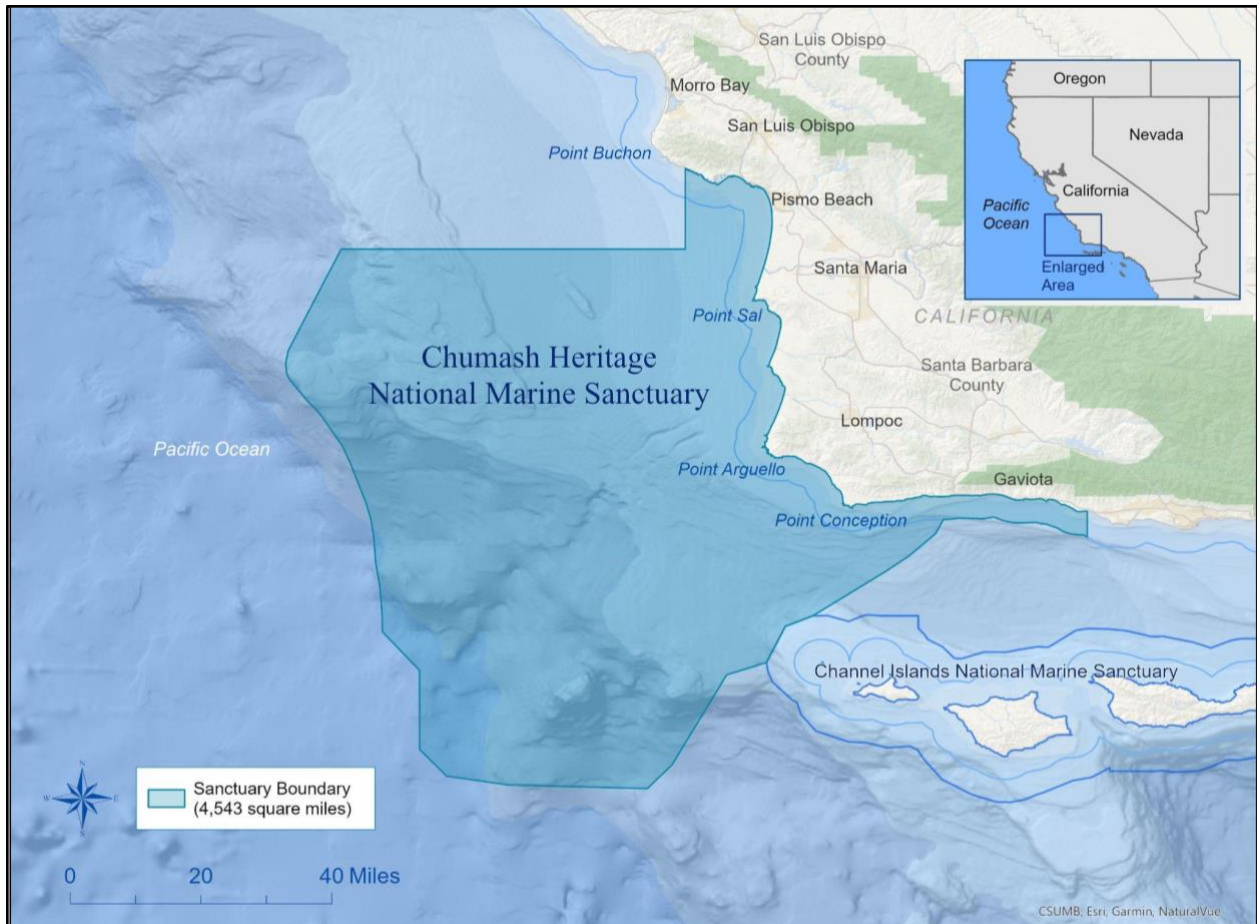 San Luis Obispo
County
Morro Bay
San Luis Obispo
Point Buchon
Pismo Beach
Santa Maria
Point Sal
CALIFORNIA
Chumash Heritage
National Marine Sanctuary
Santa Barbara
County
Lompoc
Pacific Ocean
Point Arguello
Gaviota
Point Conception
Channel Islands National Marine Sanctuary
Oregon
Nevada
California
Pacific
Ocean
Enlarged
Area
N
W
E
S
Sanctuary Boundary
(4,543 square miles)
0
20
40 Miles
CSUMB, Esri, Garmin, NaturalVue